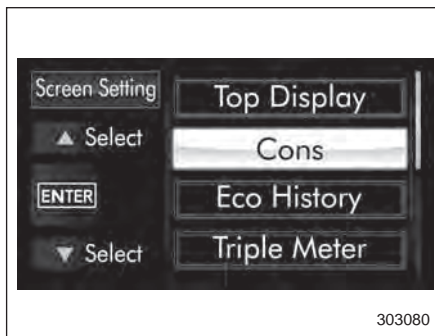 Screen Setting
Top Display
▲ Select
Cons
ENTER
Eco History
▼ Select
Triple Meter
303080